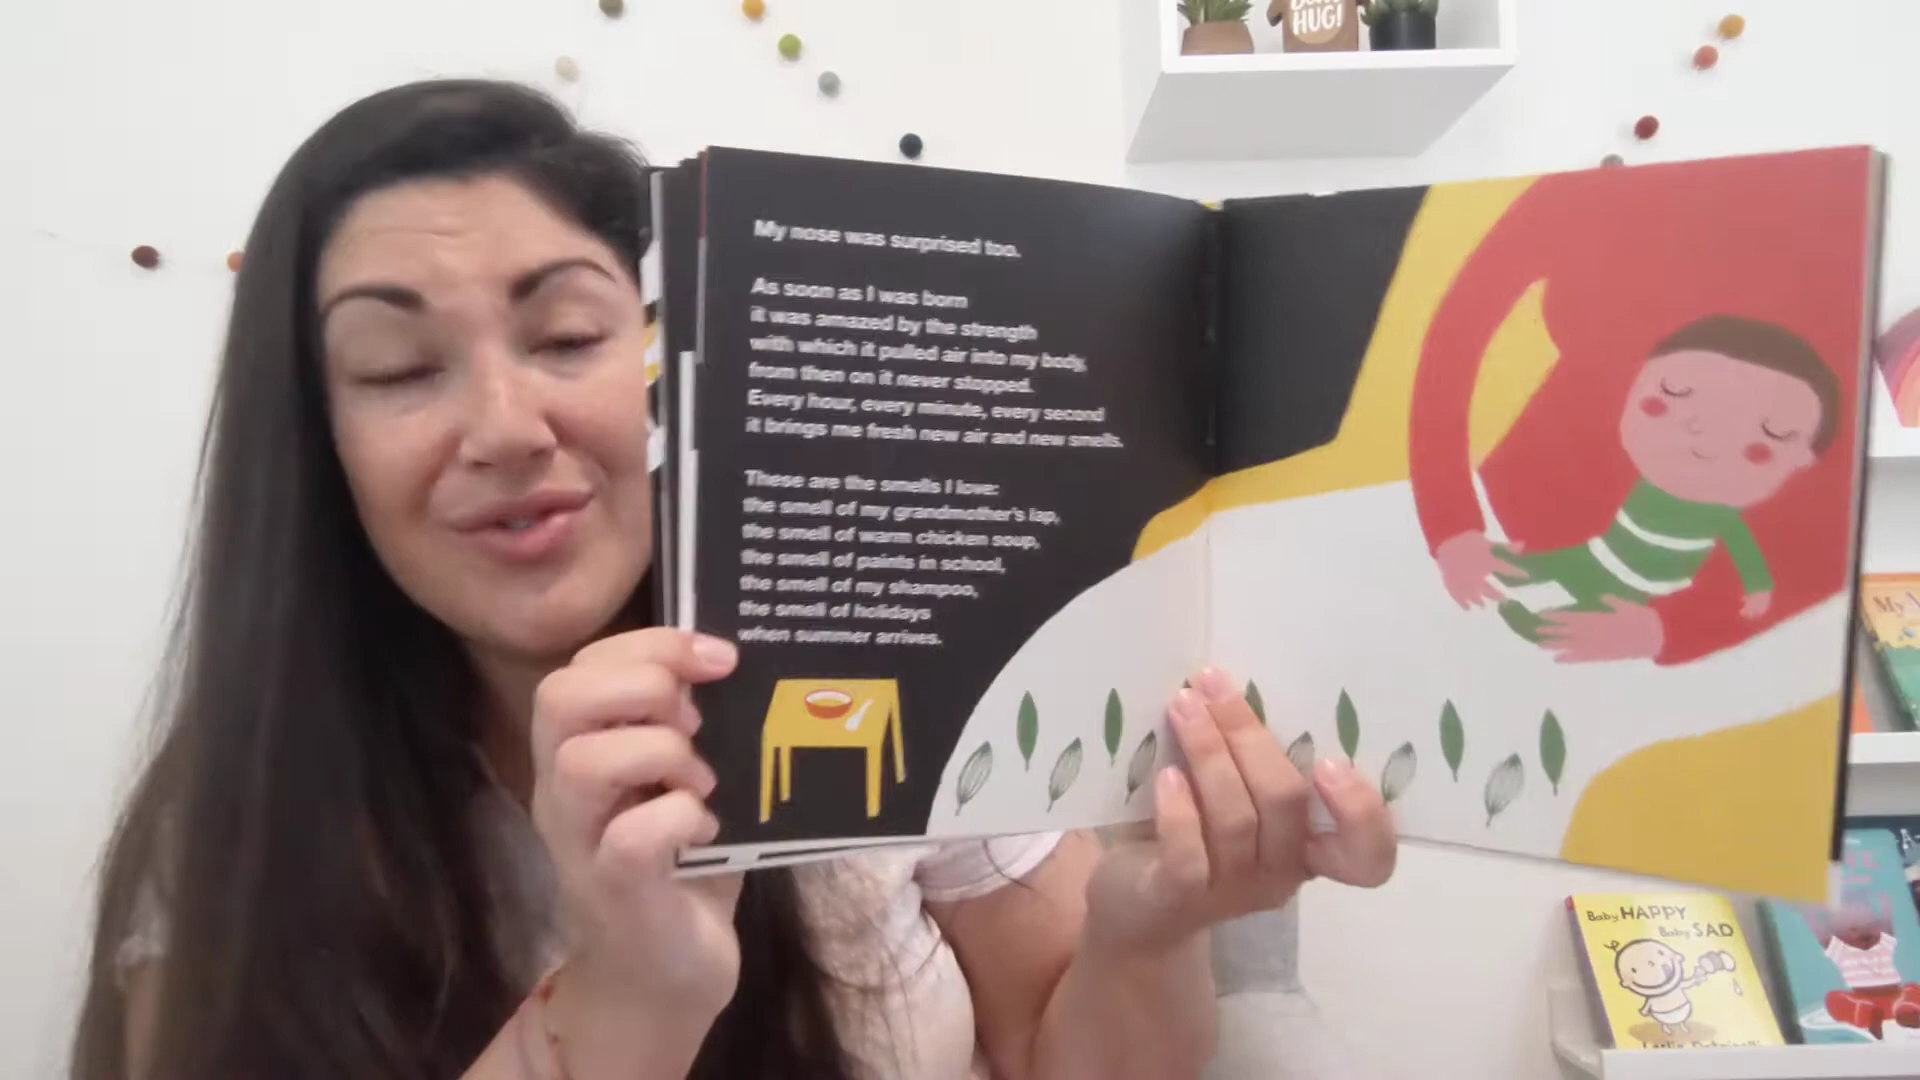 HUG!
My nose was surprised too.
As soon as I was born
it was amazed by the strength
with which it pulled air into my body,
from then on it never stopped.
Every hour, every minute, every second
it brings me fresh new air and new smells.
These are the smells I love:
the smell of my grandmother's lap,
the smell of warm chicken soup,
the smell of paints in school,
the smell of my shampoo,
the smell of holidays
when summer arrives.
My
Baby HAPPY
Baby SAD